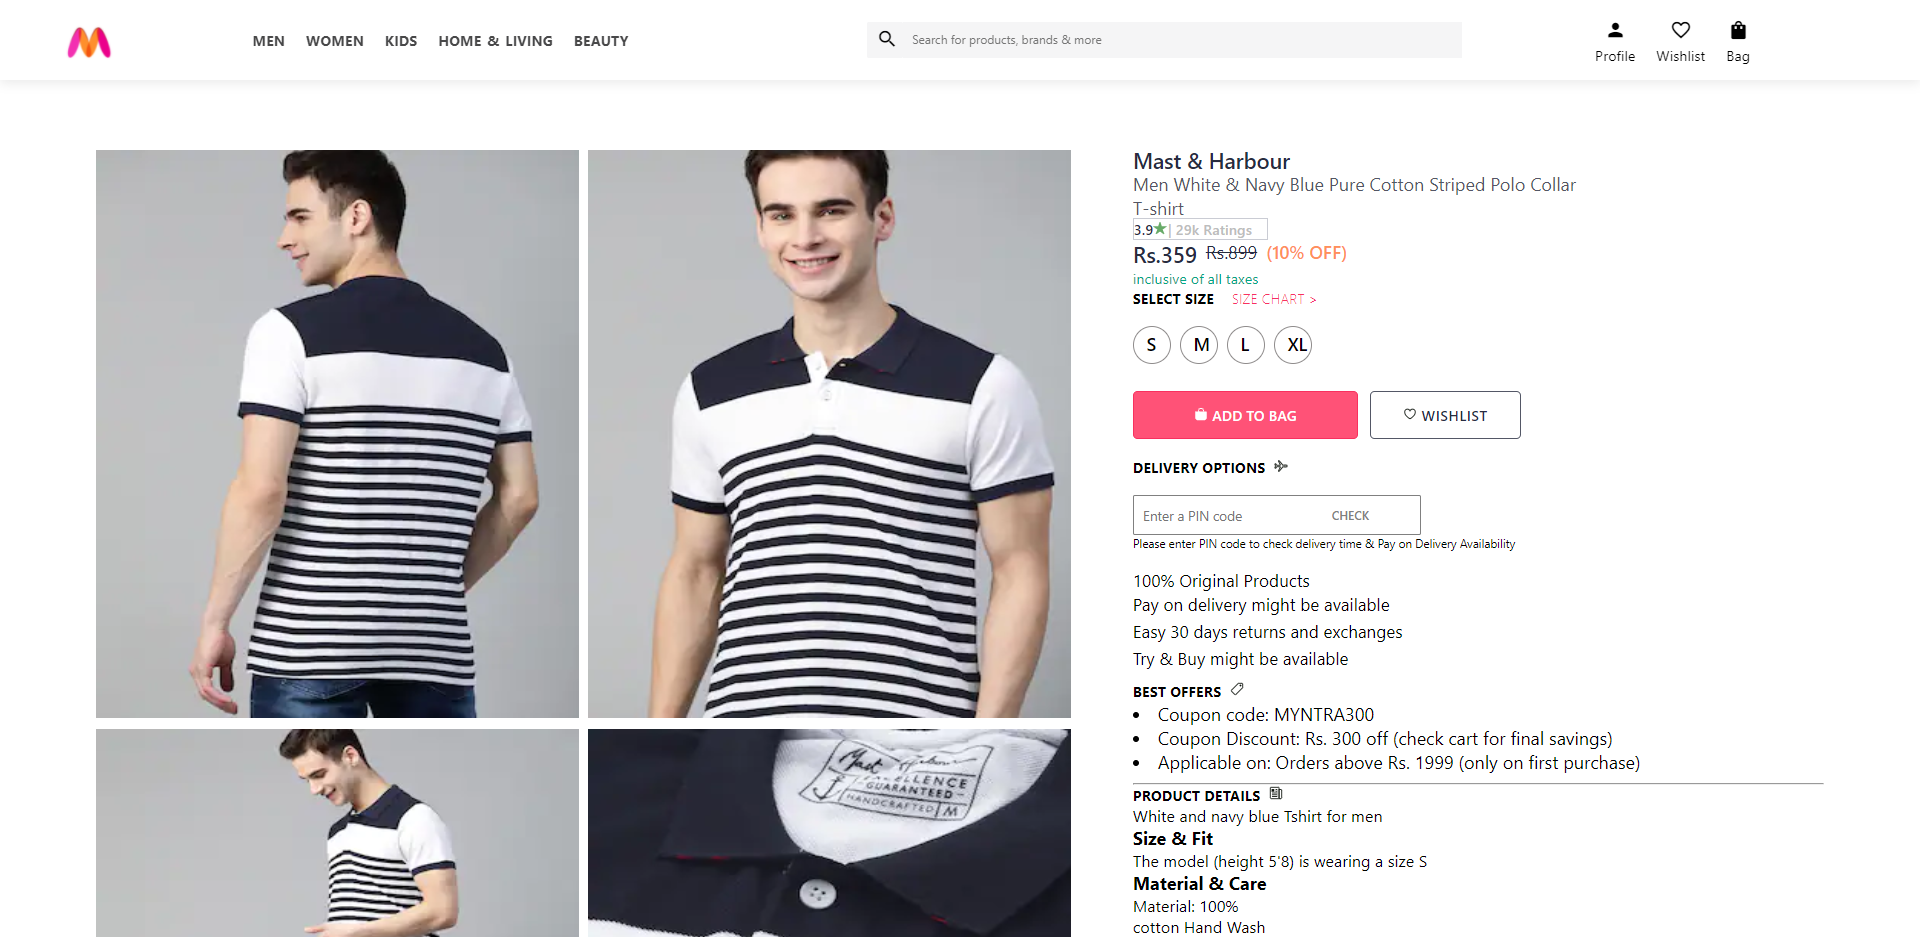 MEN WOMEN KIDS HOME & LIVING BEAUTY
Search for products, brands & more
Profile Wishlist Bag
Mast & Harbour
Men White & Navy Blue Pure Cotton Striped Polo Collar
T-shirt
3.9★| 29k Ratings
Rs.359 Rs.899 (10% OFF)
inclusive of all taxes
SELECT SIZE SIZE CHART >
S M L XL
ADD TO BAG WISHLIST
DELIVERY OPTIONS
Enter a PIN code CHECK
Please enter PIN code to check delivery time & Pay on Delivery Availability
100% Original Products
Pay on delivery might be available
Easy 30 days returns and exchanges
Try & Buy might be available
BEST OFFERS
• Coupon code: MYNTRA300
• Coupon Discount: Rs. 300 off (check cart for final savings)
• Applicable on: Orders above Rs. 1999 (only on first purchase)
PRODUCT DETAILS
White and navy blue Tshirt for men
Size & Fit
The model (height 5'8) is wearing a size S
Material & Care
Material: 100%
cotton Hand Wash
Mast & Harbour
EXCELLENCE
GUARANTEED
HANDCRAFTED M